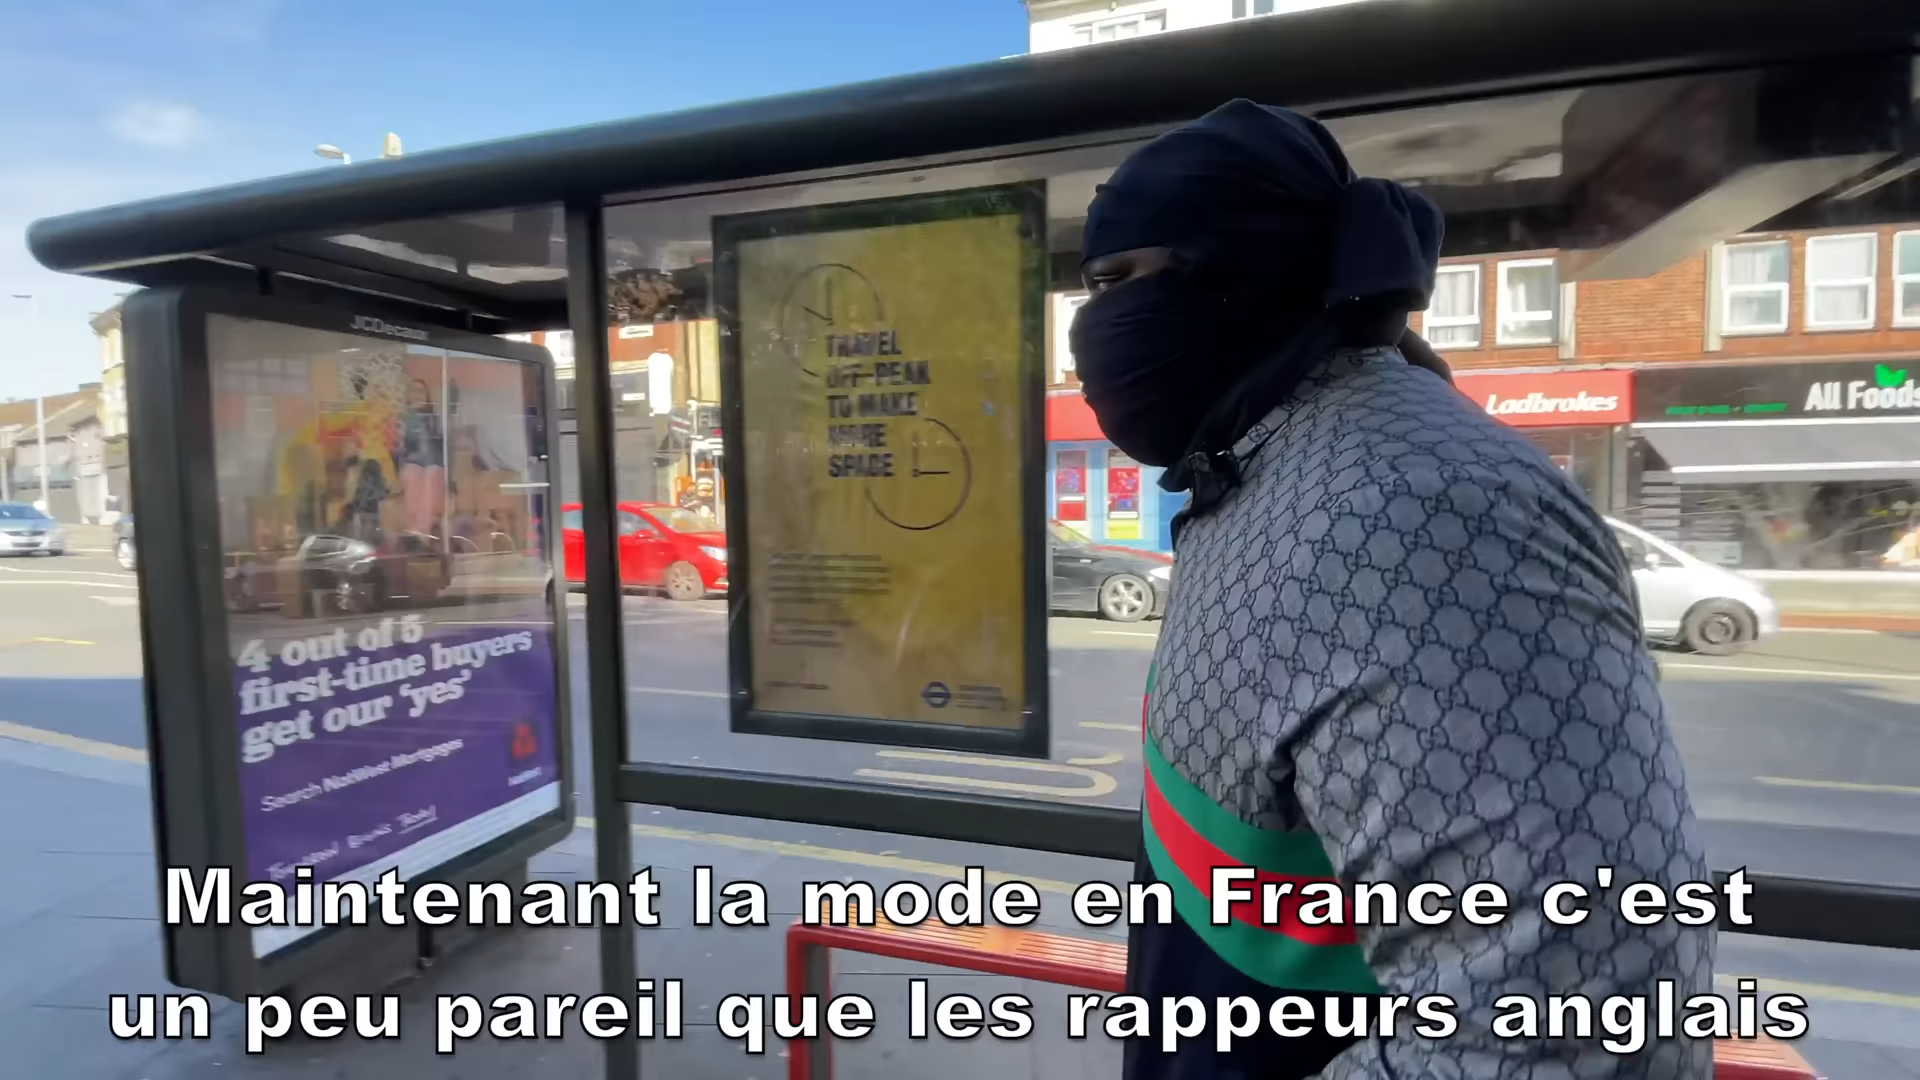 JCDecaux
TRAVEL
OFF-PEAK
TO MAKE
MORE
SPACE
Ladbrokes
All Foods
4 out of 5
first-time buyers
get our 'yes'
Search NatWest Mortgages
Maintenant la mode en France c'est
un peu pareil que les rappeurs anglais